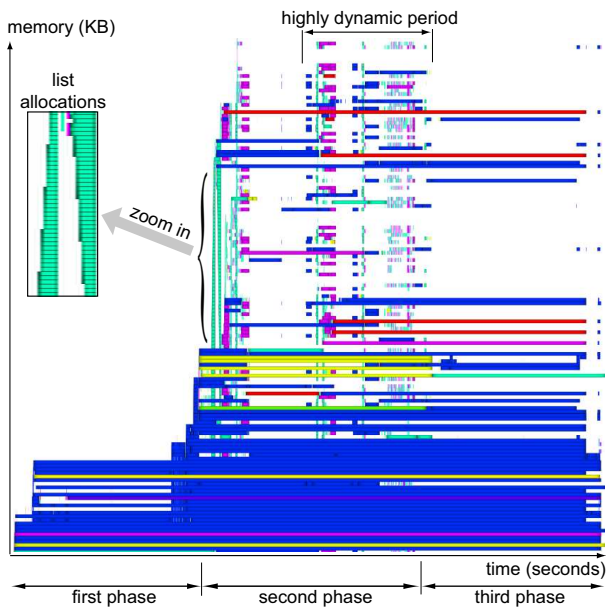 highly dynamic period
memory (KB)
list
allocations
zoom in
time (seconds)
first phase
second phase
third phase